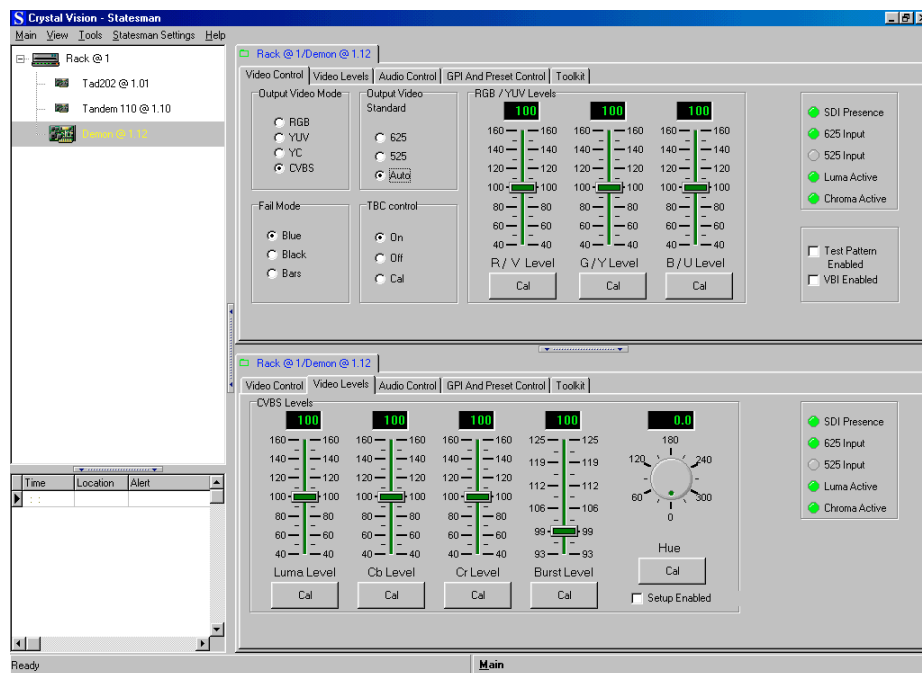 Crystal Vision - Statesman
Main View Tools Statesman Settings Help
Rack @ 1
Tad202 @ 1.01
Tandem 110 @ 1.10
Demon @ 1.12
Rack @ 1/Demon @ 1.12
Video Control Video Levels Audio Control GPI And Preset Control Toolkit
Output Video Mode
RGB
YUV
YC
CVBS
Output Video
Standard
625
525
Auto
Fail Mode
Blue
Black
Bars
TBC control
On
Off
Cal
RGB / YUV Levels
100 100 100
160 160 160 160 160 160
140 140 140 140 140 140
120 120 120 120 120 120
100 100 100 100 100 100
80 80 80 80 80 80
60 60 60 60 60 60
40 40 40 40 40 40
R / V Level G / Y Level B / U Level
Cal Cal Cal
SDI Presence
625 Input
525 Input
Luma Active
Chroma Active
Test Pattern
Enabled
VBI Enabled
Rack @ 1/Demon @ 1.12
Video Control Video Levels Audio Control GPI And Preset Control Toolkit
CVBS Levels
100 100 100 100 0.0
160 160 160 160 160 160 125 125
140 140 140 140 140 140 119 119
120 120 120 120 120 120 112 112
100 100 100 100 100 100 106 106
80 80 80 80 80 80 99 99
60 60 60 60 60 60 93 93
40 40 40 40 40 40
Luma Level Cb Level Cr Level Burst Level
Cal Cal Cal Cal
180
120 240
60 300
0
Hue
Cal
Setup Enabled
SDI Presence
625 Input
525 Input
Luma Active
Chroma Active
Time Location Alert
: :
Ready Main